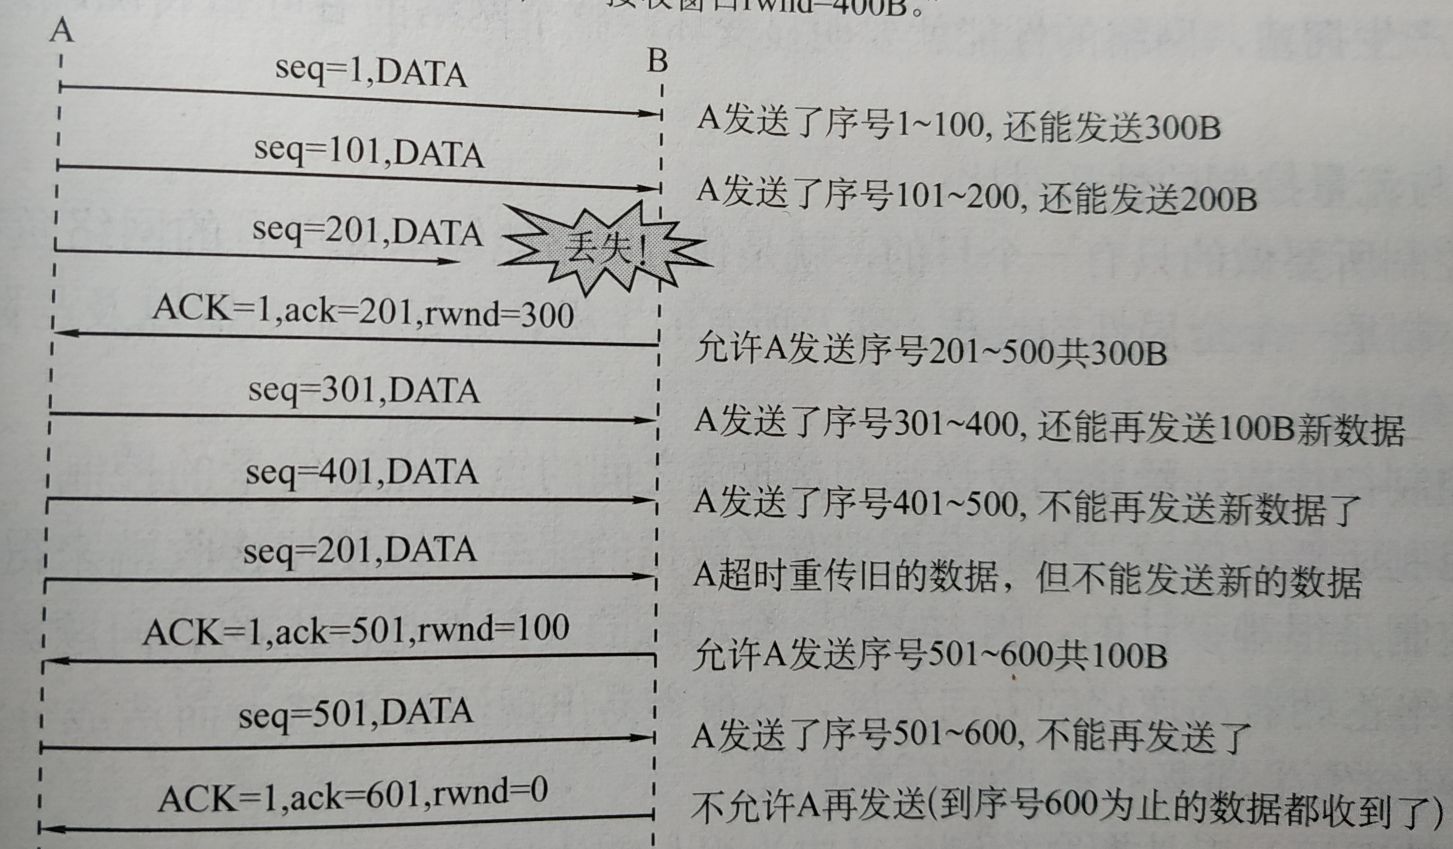 接收窗口rwnd=400B。
A
B
seq=1,DATA
A发送了序号1~100, 还能发送300B
seq=101,DATA
A发送了序号101~200, 还能发送200B
seq=201,DATA
丢失!
ACK=1,ack=201,rwnd=300
允许A发送序号201~500共300B
seq=301,DATA
A发送了序号301~400, 还能再发送100B新数据
seq=401,DATA
A发送了序号401~500, 不能再发送新数据了
seq=201,DATA
A超时重传旧的数据，但不能发送新的数据
ACK=1,ack=501,rwnd=100
允许A发送序号501~600共100B
seq=501,DATA
A发送了序号501~600, 不能再发送了
ACK=1,ack=601,rwnd=0
不允许A再发送(到序号600为止的数据都收到了)